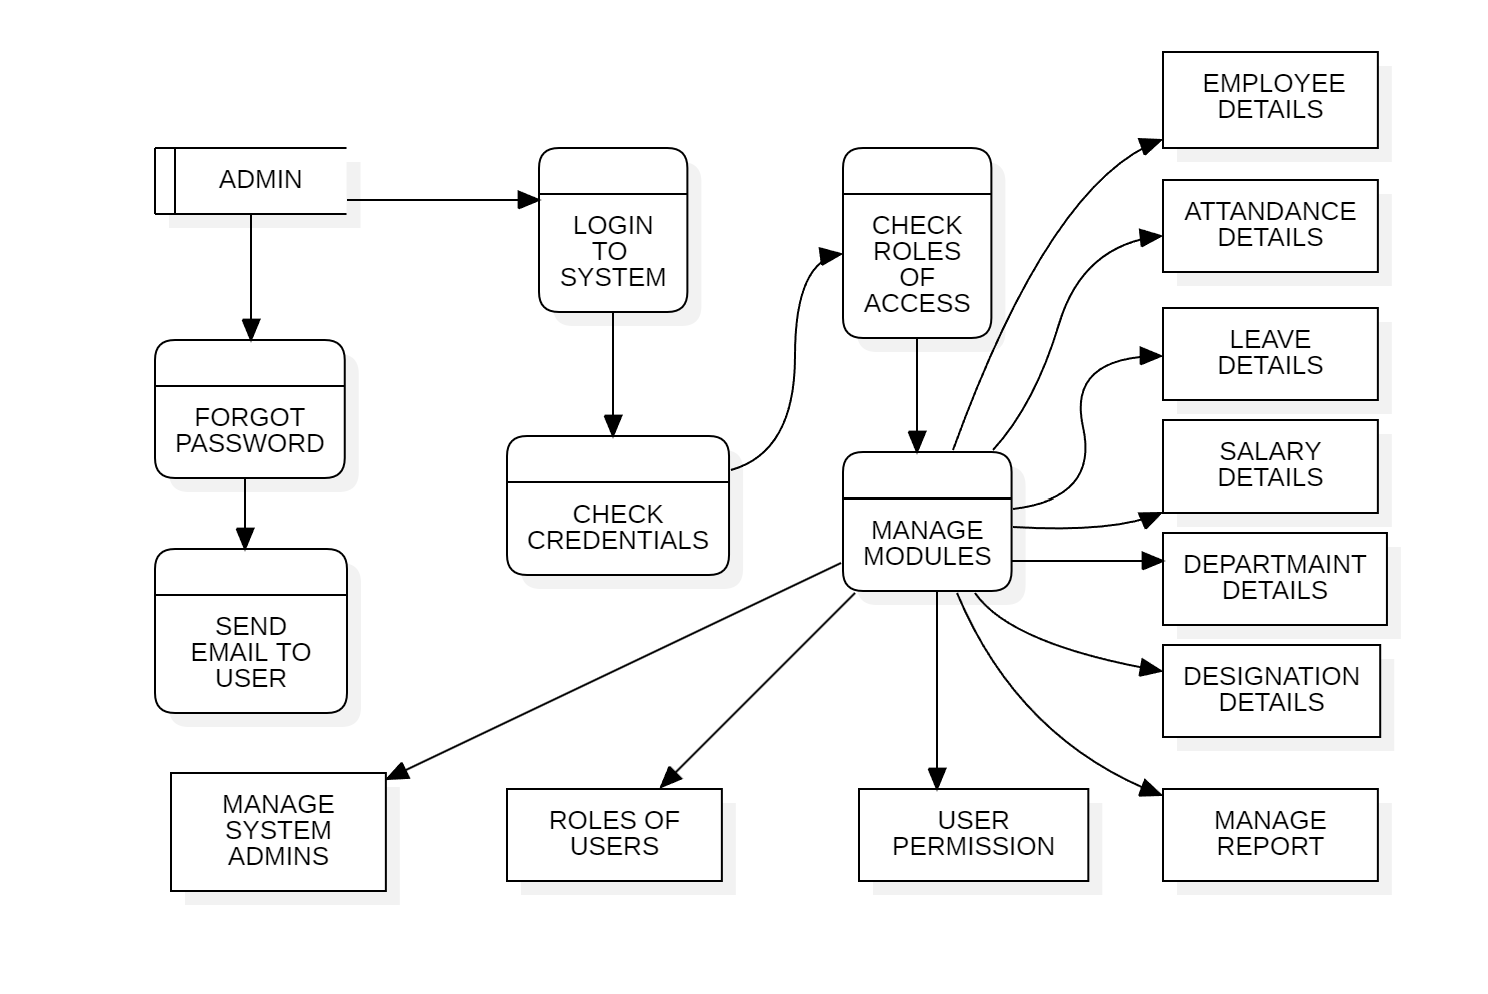 ADMIN
FORGOT
PASSWORD
SEND
EMAIL TO
USER
LOGIN
TO
SYSTEM
CHECK
CREDENTIALS
CHECK
ROLES
OF
ACCESS
MANAGE
MODULES
EMPLOYEE
DETAILS
ATTANDANCE
DETAILS
LEAVE
DETAILS
SALARY
DETAILS
DEPARTMAINT
DETAILS
DESIGNATION
DETAILS
MANAGE
SYSTEM
ADMINS
ROLES OF
USERS
USER
PERMISSION
MANAGE
REPORT